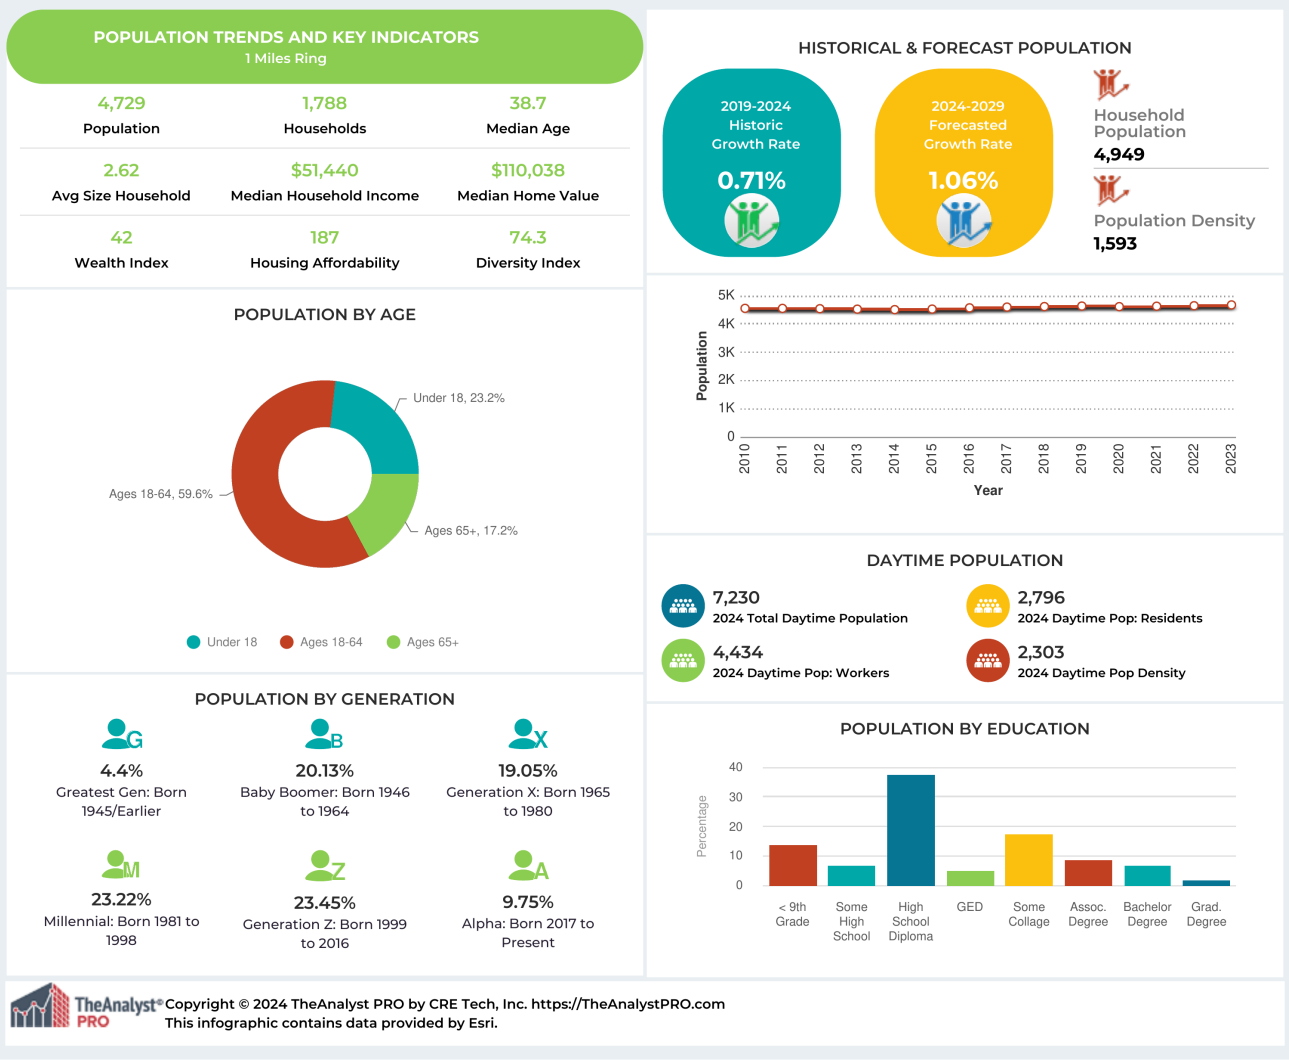 POPULATION TRENDS AND KEY INDICATORS
1 Miles Ring
4,729
Population
1,788
Households
38.7
Median Age
2.62
Avg Size Household
$51,440
Median Household Income
$110,038
Median Home Value
42
Wealth Index
187
Housing Affordability
74.3
Diversity Index
POPULATION BY AGE
Under 18, 23.2%
Ages 18-64, 59.6%
Ages 65+, 17.2%
Under 18
Ages 18-64
Ages 65+
POPULATION BY GENERATION
G
4.4%
Greatest Gen: Born
1945/Earlier
B
20.13%
Baby Boomer: Born 1946
to 1964
X
19.05%
Generation X: Born 1965
to 1980
M
23.22%
Millennial: Born 1981 to
1998
Z
23.45%
Generation Z: Born 1999
to 2016
A
9.75%
Alpha: Born 2017 to
Present
HISTORICAL & FORECAST POPULATION
2019-2024
Historic
Growth Rate
0.71%
2024-2029
Forecasted
Growth Rate
1.06%
Household
Population
4,949
Population Density
1,593
Population
5K
4K
3K
2K
1K
0
2010
2011
2012
2013
2014
2015
2016
2017
2018
2019
2020
2021
2022
2023
Year
DAYTIME POPULATION
7,230
2024 Total Daytime Population
2,796
2024 Daytime Pop: Residents
4,434
2024 Daytime Pop: Workers
2,303
2024 Daytime Pop Density
POPULATION BY EDUCATION
Percentage
40
30
20
10
0
< 9th
Grade
Some
High
School
High
School
Diploma
GED
Some
Collage
Assoc.
Degree
Bachelor
Degree
Grad.
Degree
TheAnalyst®
PRO
Copyright © 2024 TheAnalyst PRO by CRE Tech, Inc. https://TheAnalystPRO.com
This infographic contains data provided by Esri.